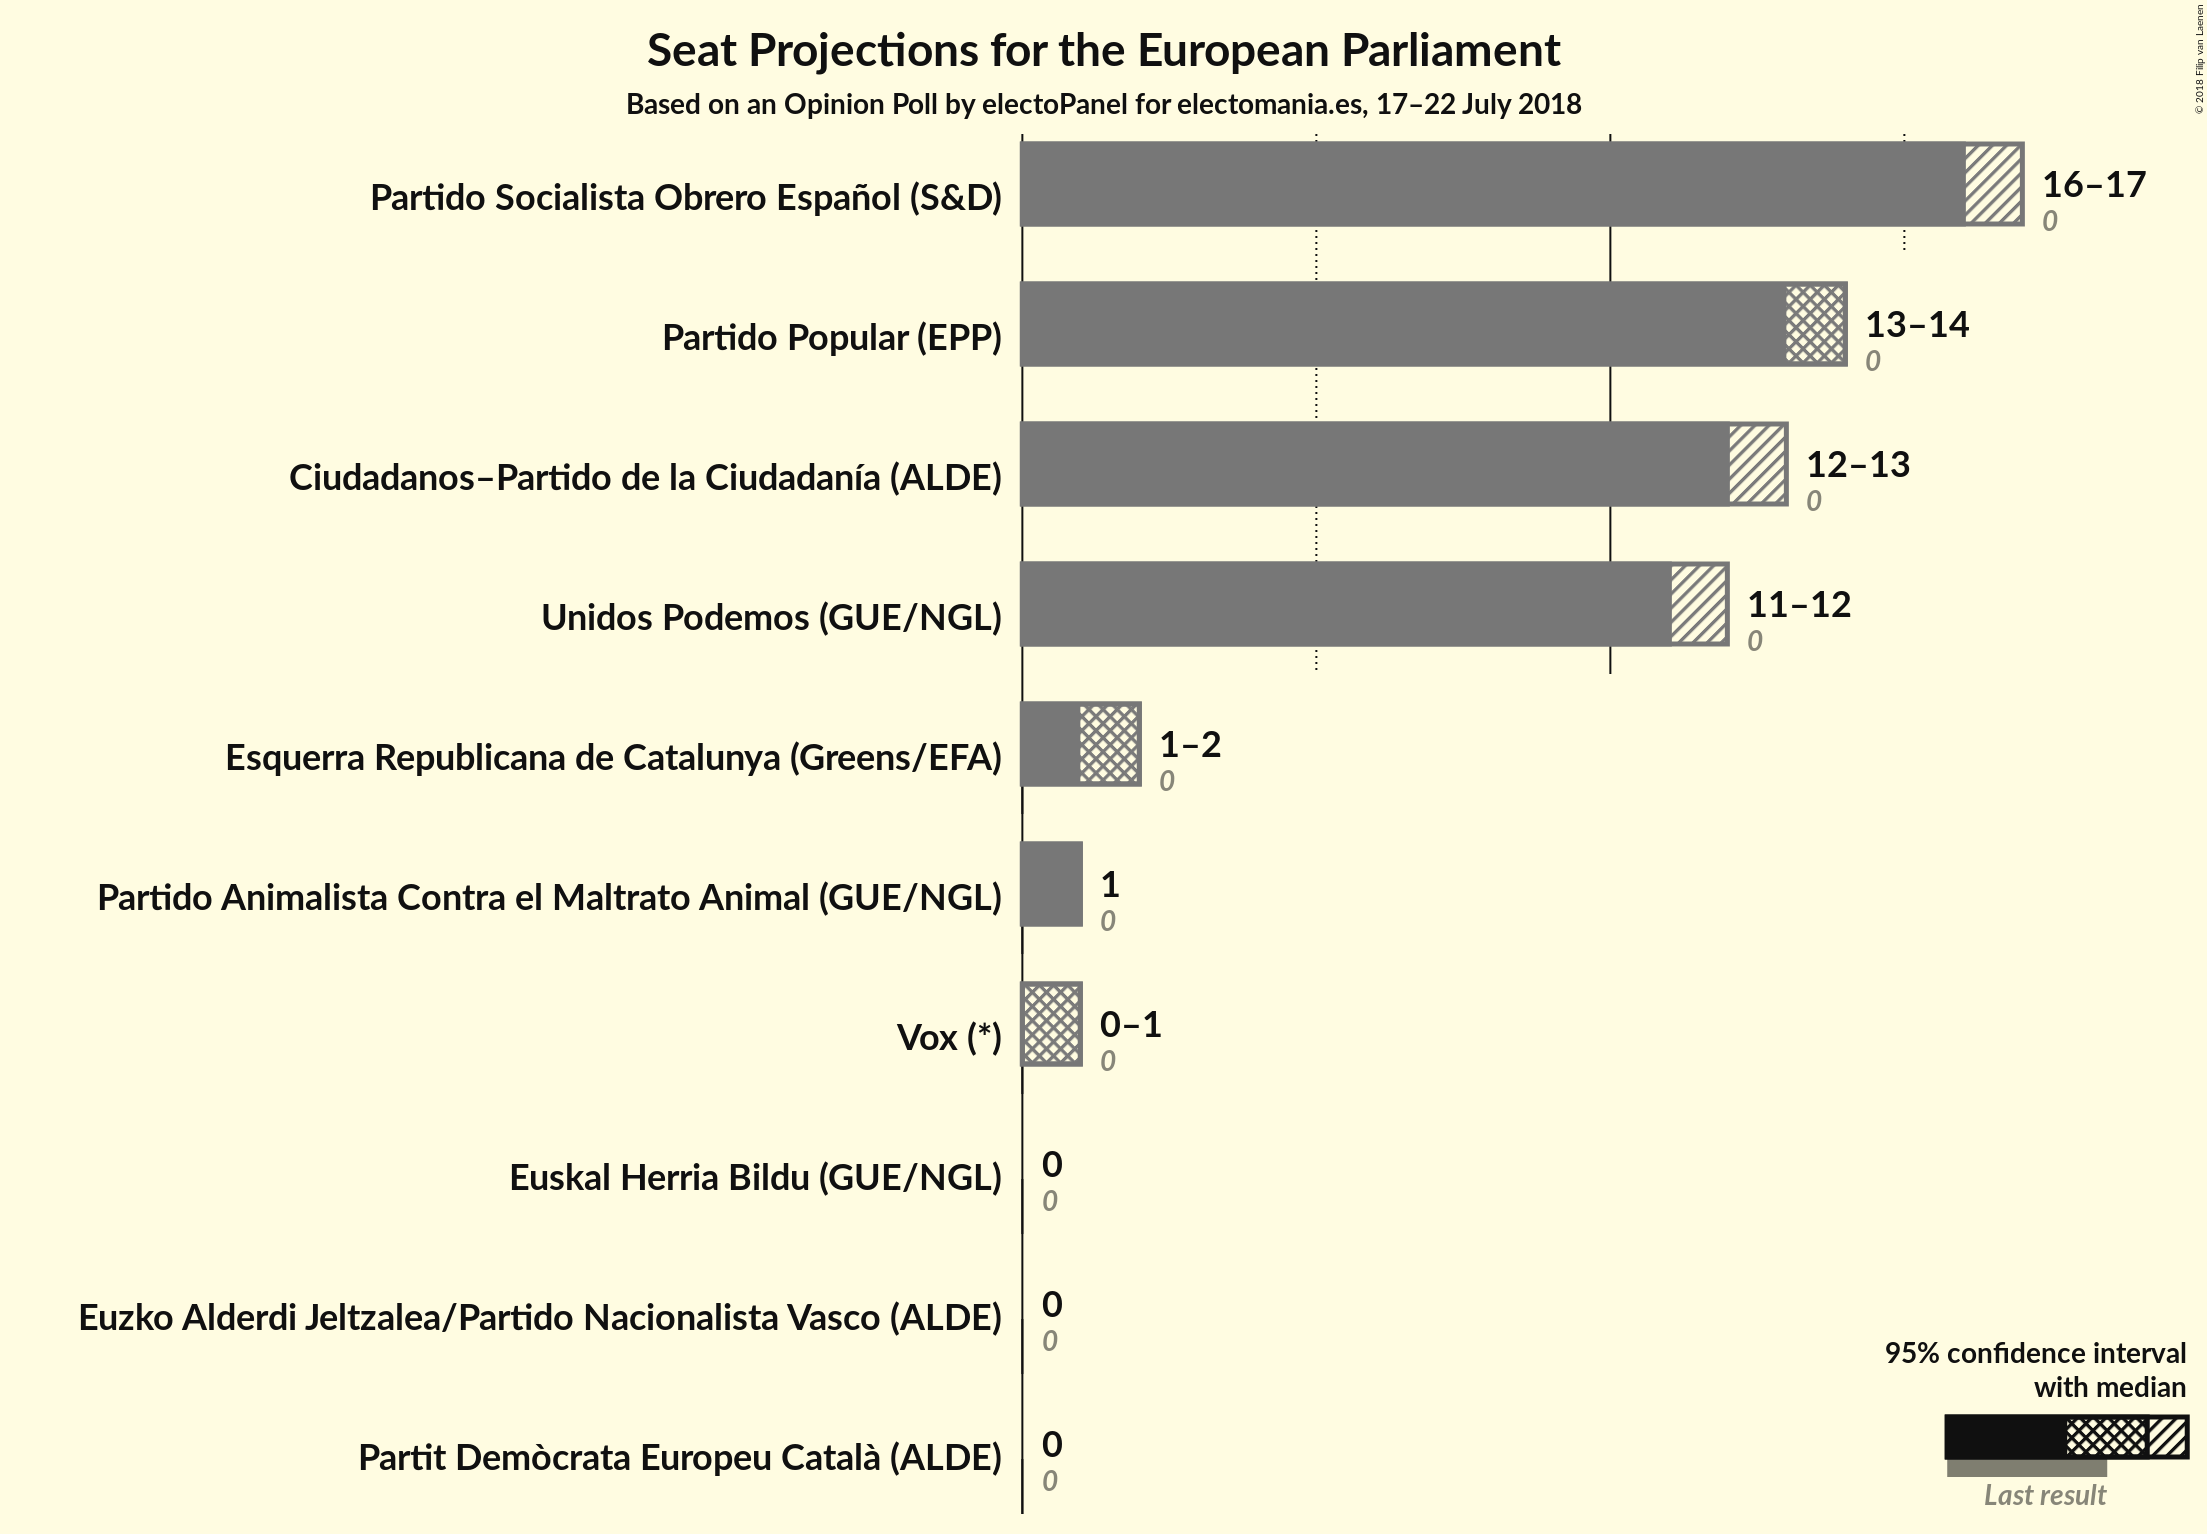 Seat Projections for the European Parliament
Based on an Opinion Poll by electoPanel for electomania.es, 17–22 July 2018
© 2018 Filip van Laenen
Partido Socialista Obrero Español (S&D)
16–17
0
Partido Popular (EPP)
13–14
0
Ciudadanos–Partido de la Ciudadanía (ALDE)
12–13
0
Unidos Podemos (GUE/NGL)
11–12
0
Esquerra Republicana de Catalunya (Greens/EFA)
1–2
0
Partido Animalista Contra el Maltrato Animal (GUE/NGL)
1
0
Vox (*)
0–1
0
Euskal Herria Bildu (GUE/NGL)
0
0
Euzko Alderdi Jeltzalea/Partido Nacionalista Vasco (ALDE)
0
0
Partit Demòcrata Europeu Català (ALDE)
0
0
95% confidence interval
with median
Last result